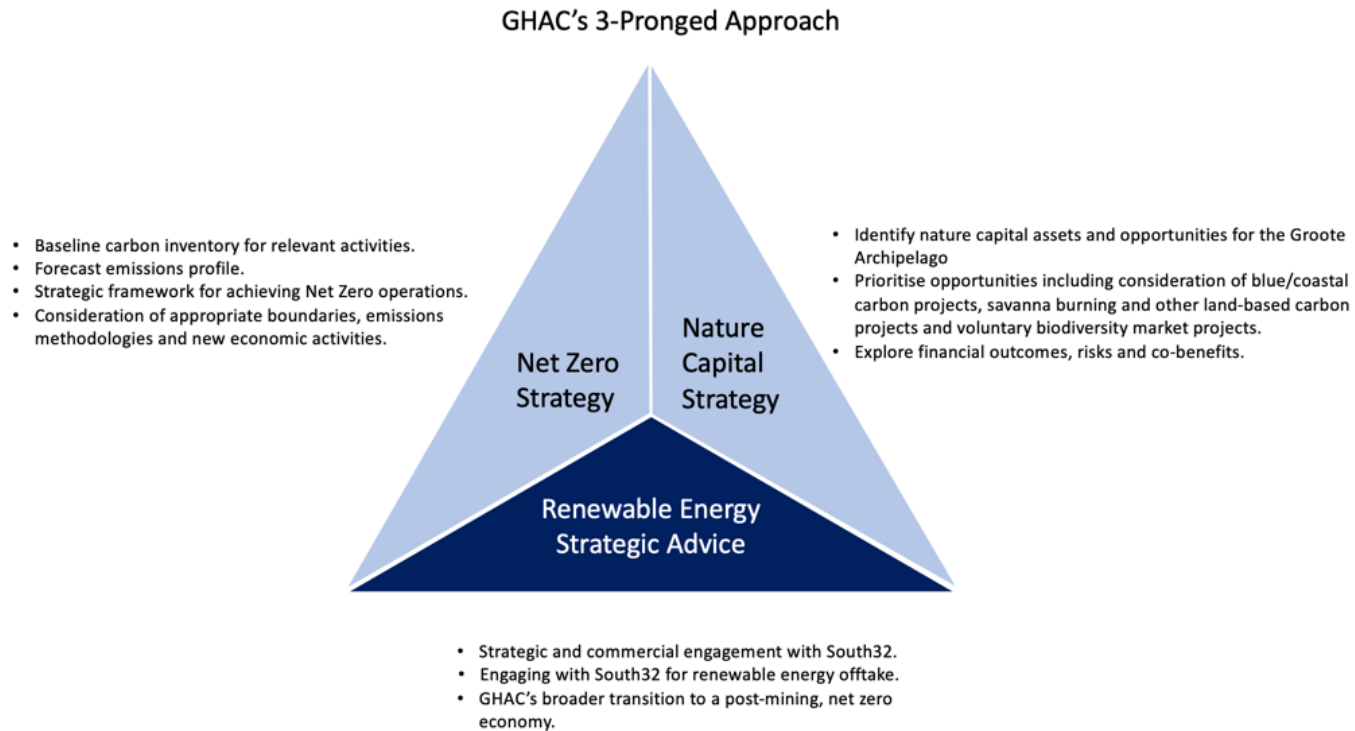 GHAC's 3-Pronged Approach
• Baseline carbon inventory for relevant activities.
• Forecast emissions profile.
• Strategic framework for achieving Net Zero operations.
• Consideration of appropriate boundaries, emissions
methodologies and new economic activities.
Net Zero
Strategy
Nature
Capital
Strategy
• Identify nature capital assets and opportunities for the Groote
Archipelago
• Prioritise opportunities including consideration of blue/coastal
carbon projects, savanna burning and other land-based carbon
projects and voluntary biodiversity market projects.
• Explore financial outcomes, risks and co-benefits.
Renewable Energy
Strategic Advice
• Strategic and commercial engagement with South32.
• Engaging with South32 for renewable energy offtake.
• GHAC's broader transition to a post-mining, net zero
economy.